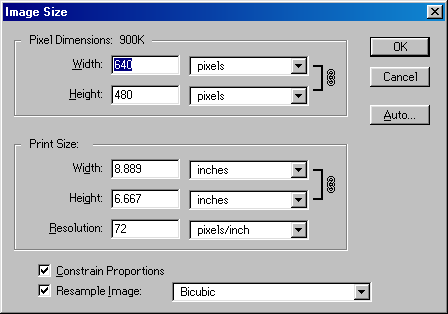 Image Size
Pixel Dimensions: 900K
Width: 640 pixels
Height: 480 pixels
OK
Cancel
Auto...
Print Size:
Width: 8.889 inches
Height: 6.667 inches
Resolution: 72 pixels/inch
Constrain Proportions
Resample Image: Bicubic